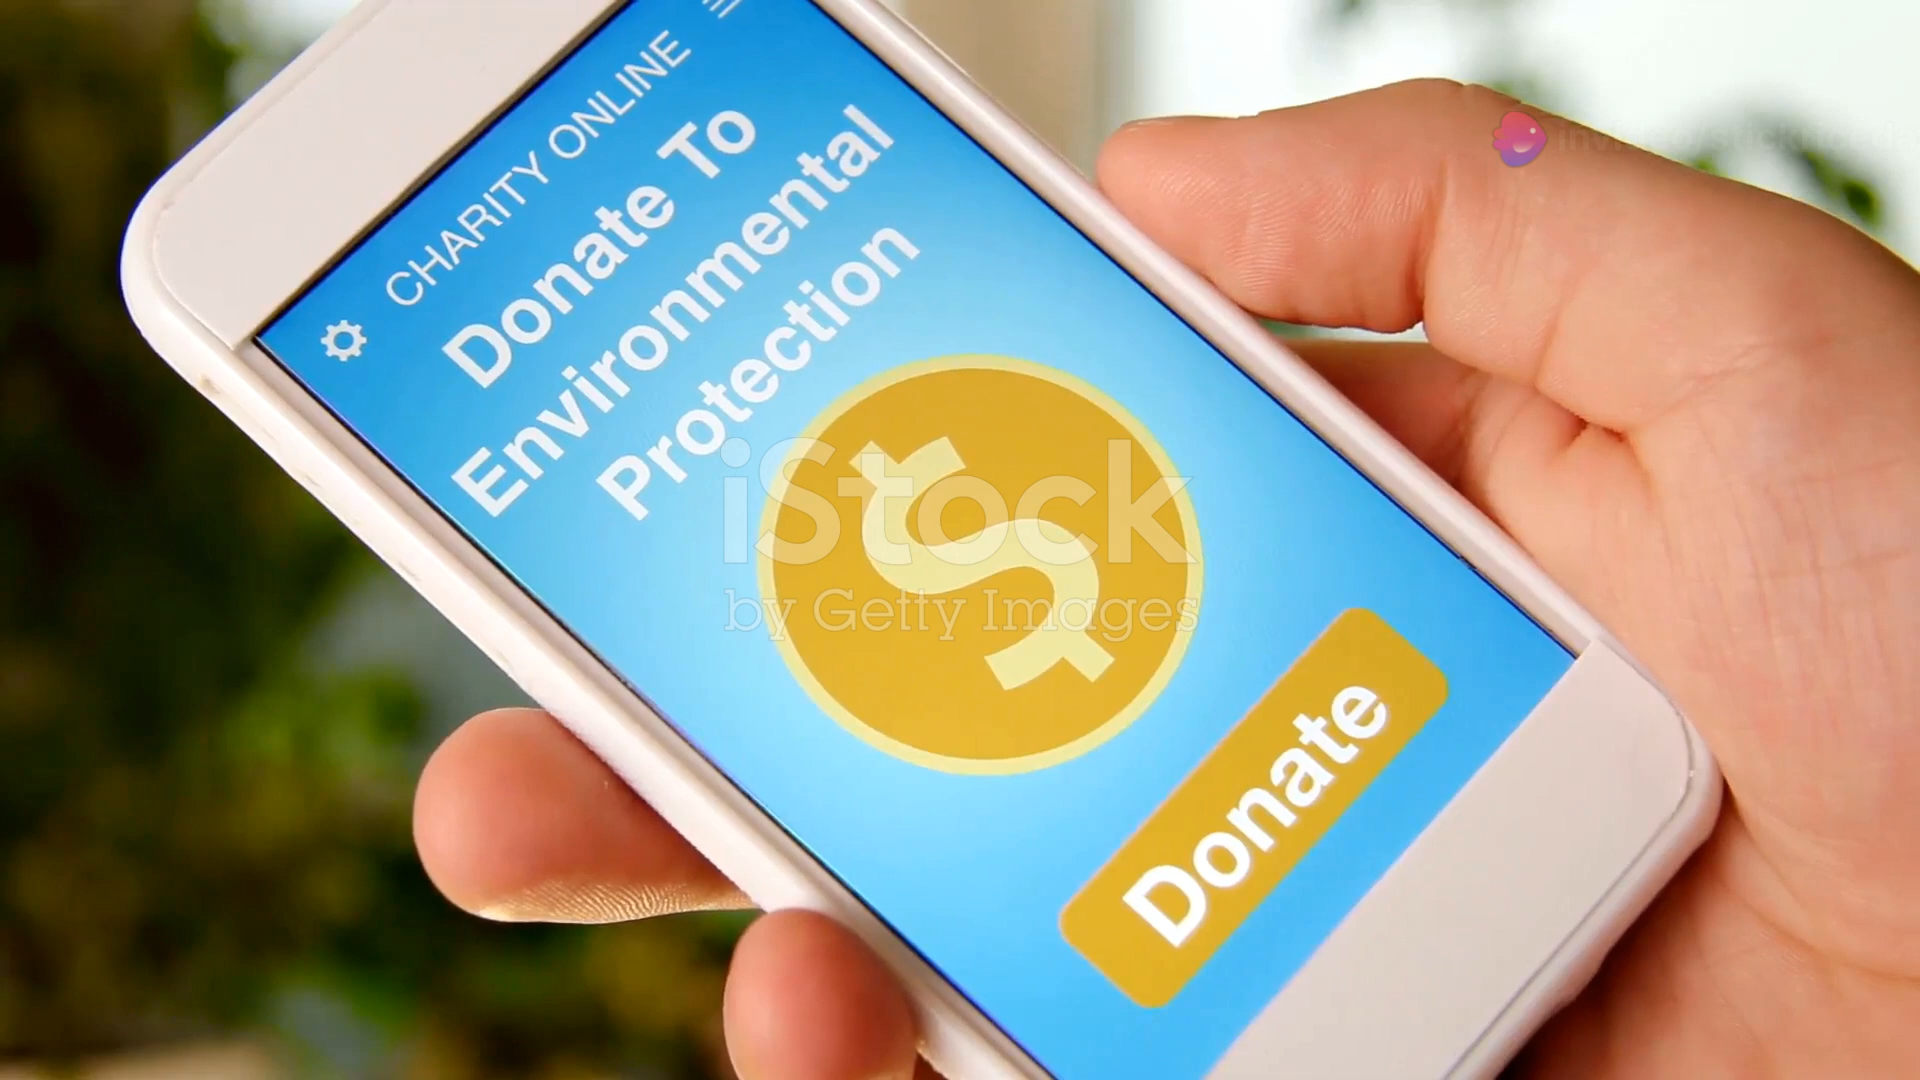 CHARITY ONLINE
Donate To
Environmental
Protection
$
Donate
iStock
by Getty Images